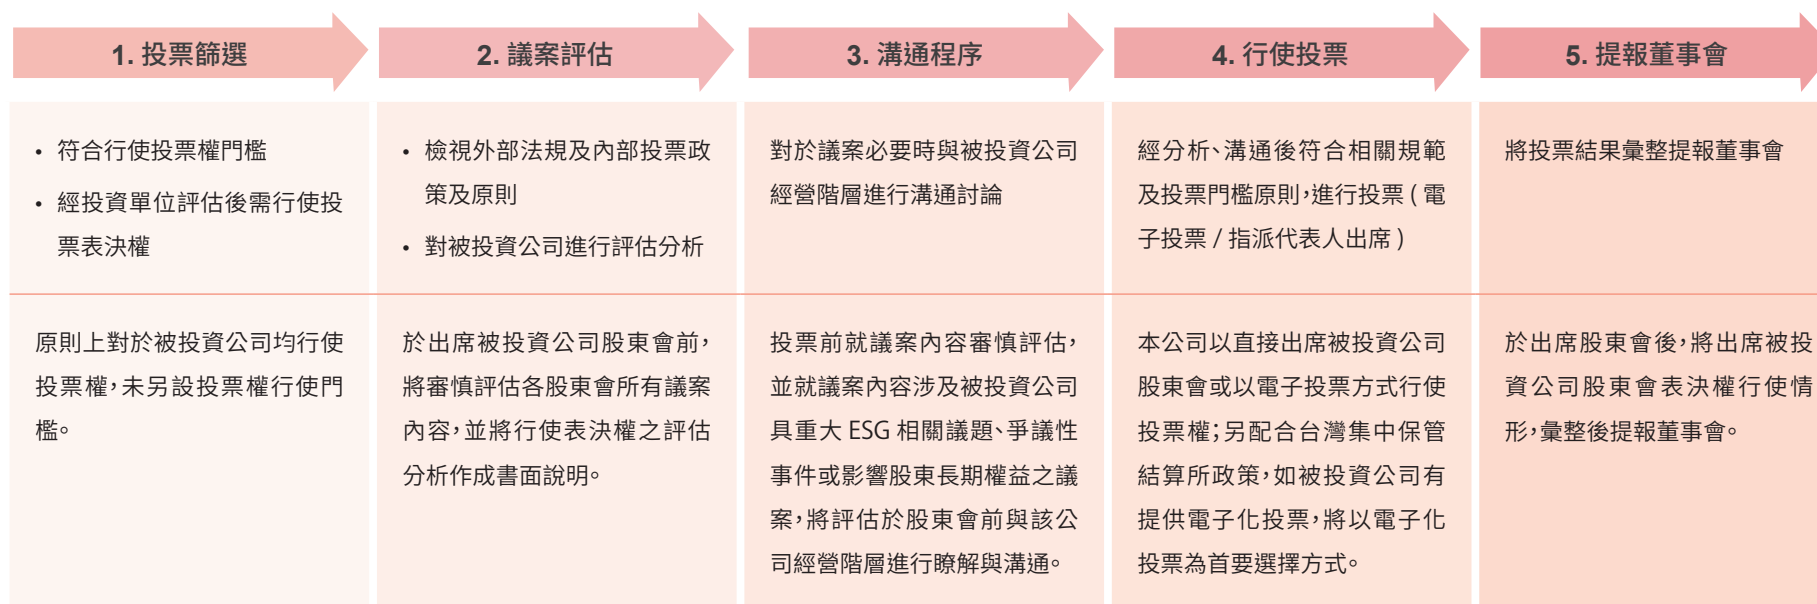 1. 投票篩選
2. 議案評估
3. 溝通程序
4. 行使投票
5. 提報董事會
• 符合行使投票權門檻
• 經投資單位評估後需行使投
票表決權
• 檢視外部法規及內部投票政
策及原則
• 對被投資公司進行評估分析
對於議案必要時與被投資公司
經營階層進行溝通討論
經分析、溝通後符合相關規範
及投票門檻原則,進行投票 ( 電
子投票 / 指派代表人出席 )
將投票結果彙整提報董事會
原則上對於被投資公司均行使
投票權,未另設投票權行使門
檻。
於出席被投資公司股東會前,
將審慎評估各股東會所有議案
內容,並將行使表決權之評估
分析作成書面說明。
投票前就議案內容審慎評估,
並就議案內容涉及被投資公司
具重大 ESG 相關議題、爭議性
事件或影響股東長期權益之議
案,將評估於股東會前與該公
司經營階層進行瞭解與溝通。
本公司以直接出席被投資公司
股東會或以電子投票方式行使
投票權;另配合台灣集中保管
結算所政策,如被投資公司有
提供電子化投票,將以電子化
投票為首要選擇方式。
於出席股東會後,將出席被投
資公司股東會表決權行使情
形,彙整後提報董事會。